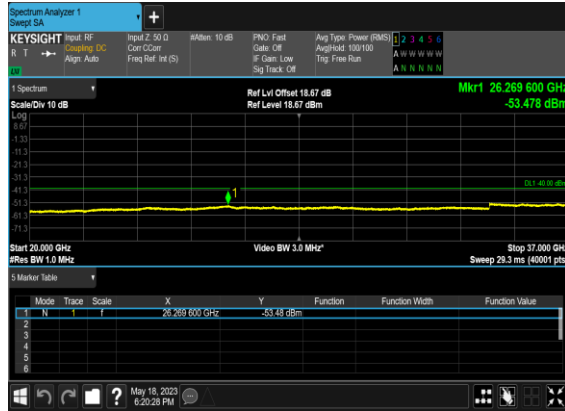 Spectrum Analyzer 1
Swept SA
+
KEYSIGHT Input: RF Input Z: 50 Ω #Atten: 10 dB PNO: Fast Avg Type: Power (RMS) 1 2 3 4 5 6
R T Coupling: DC Corr CCorr Gate: Off Avg|Hold: 100/100 A W W W W W
Align: Auto Freq Ref: Int (S) IF Gain: Low Trig: Free Run
Sig Track: Off A N N N N N
1 Spectrum
Ref Lvl Offset 18.67 dB Mkr1 26.269 600 GHz
Scale/Div 10 dB Ref Level 18.67 dBm -53.478 dBm
Log
8.67
-1.33
-11.3
-21.3
-31.3
DL1 -40.00 dBm
-41.3
1
-51.3
-61.3
-71.3
Start 20.000 GHz Video BW 3.0 MHz* Stop 37.000 GHz
#Res BW 1.0 MHz Sweep 29.3 ms (40001 pts)
5 Marker Table
Mode Trace Scale X Y Function Function Width Function Value
1 N 1 f 26.269 600 GHz -53.48 dBm
2
3
4
5
6
?
May 18, 2023
6:20:28 PM